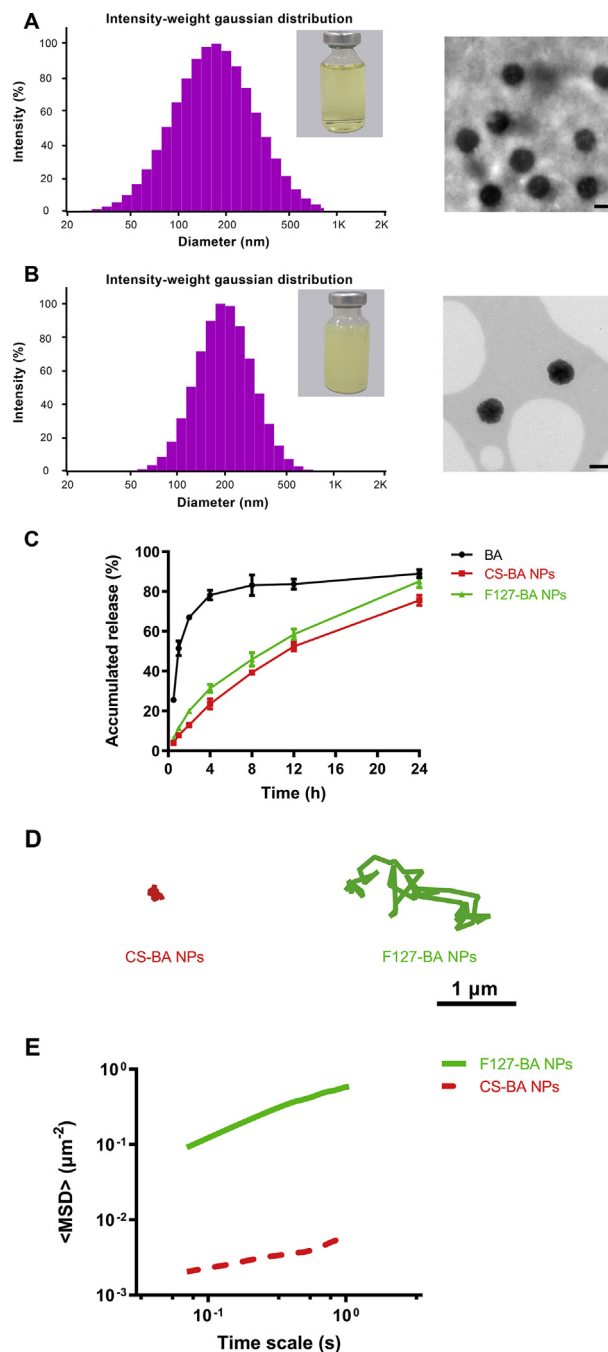 A
Intensity-weight gaussian distribution
Intensity (%)
100
80
60
40
20
0
20 50 100 200 500 1K 2K
Diameter (nm)
B
Intensity-weight gaussian distribution
Intensity (%)
100
80
60
40
20
0
20 50 100 200 500 1K 2K
Diameter (nm)
C
Accumulated release (%)
100
80
60
40
20
0
0 4 8 12 16 20 24
Time (h)
BA
CS-BA NPs
F127-BA NPs
D
CS-BA NPs
F127-BA NPs
1 μm
E
<MSD> (μm⁻²)
10⁰
10⁻¹
10⁻²
10⁻³
10⁻¹ 10⁰
Time scale (s)
F127-BA NPs
CS-BA NPs